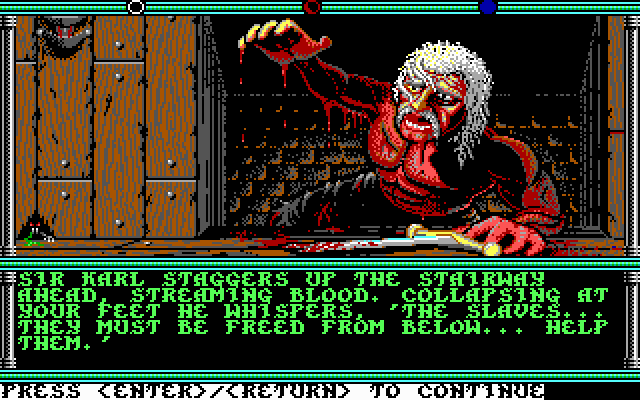 SIR KARL STAGGERS UP THE STAIRWAY
AHEAD, STREAMING BLOOD. COLLAPSING AT
YOUR FEET HE WHISPERS, 'THE SLAVES...
THEY MUST BE FREED FROM BELOW... HELP
THEM.'
PRESS <ENTER>/<RETURN> TO CONTINUE